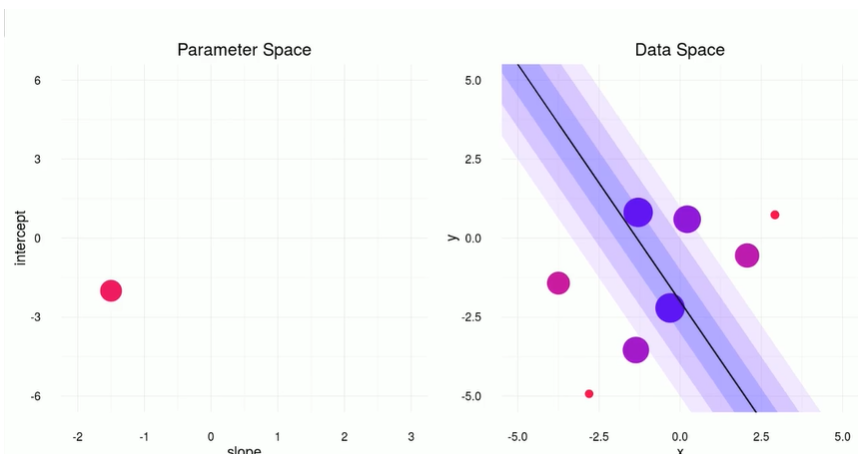 Parameter Space
6
3
0
-3
-6
intercept
-2 -1 0 1 2 3
slope
Data Space
5.0
2.5
0.0
-2.5
-5.0
y
-5.0 -2.5 0.0 2.5 5.0
x